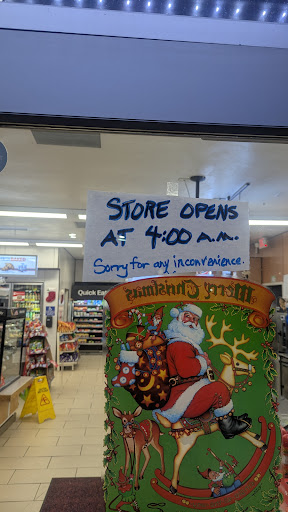 STORE OPENS
AT 4:00 A.M.
Sorry for any inconvenience.
Quick Eat
Merry Christmas